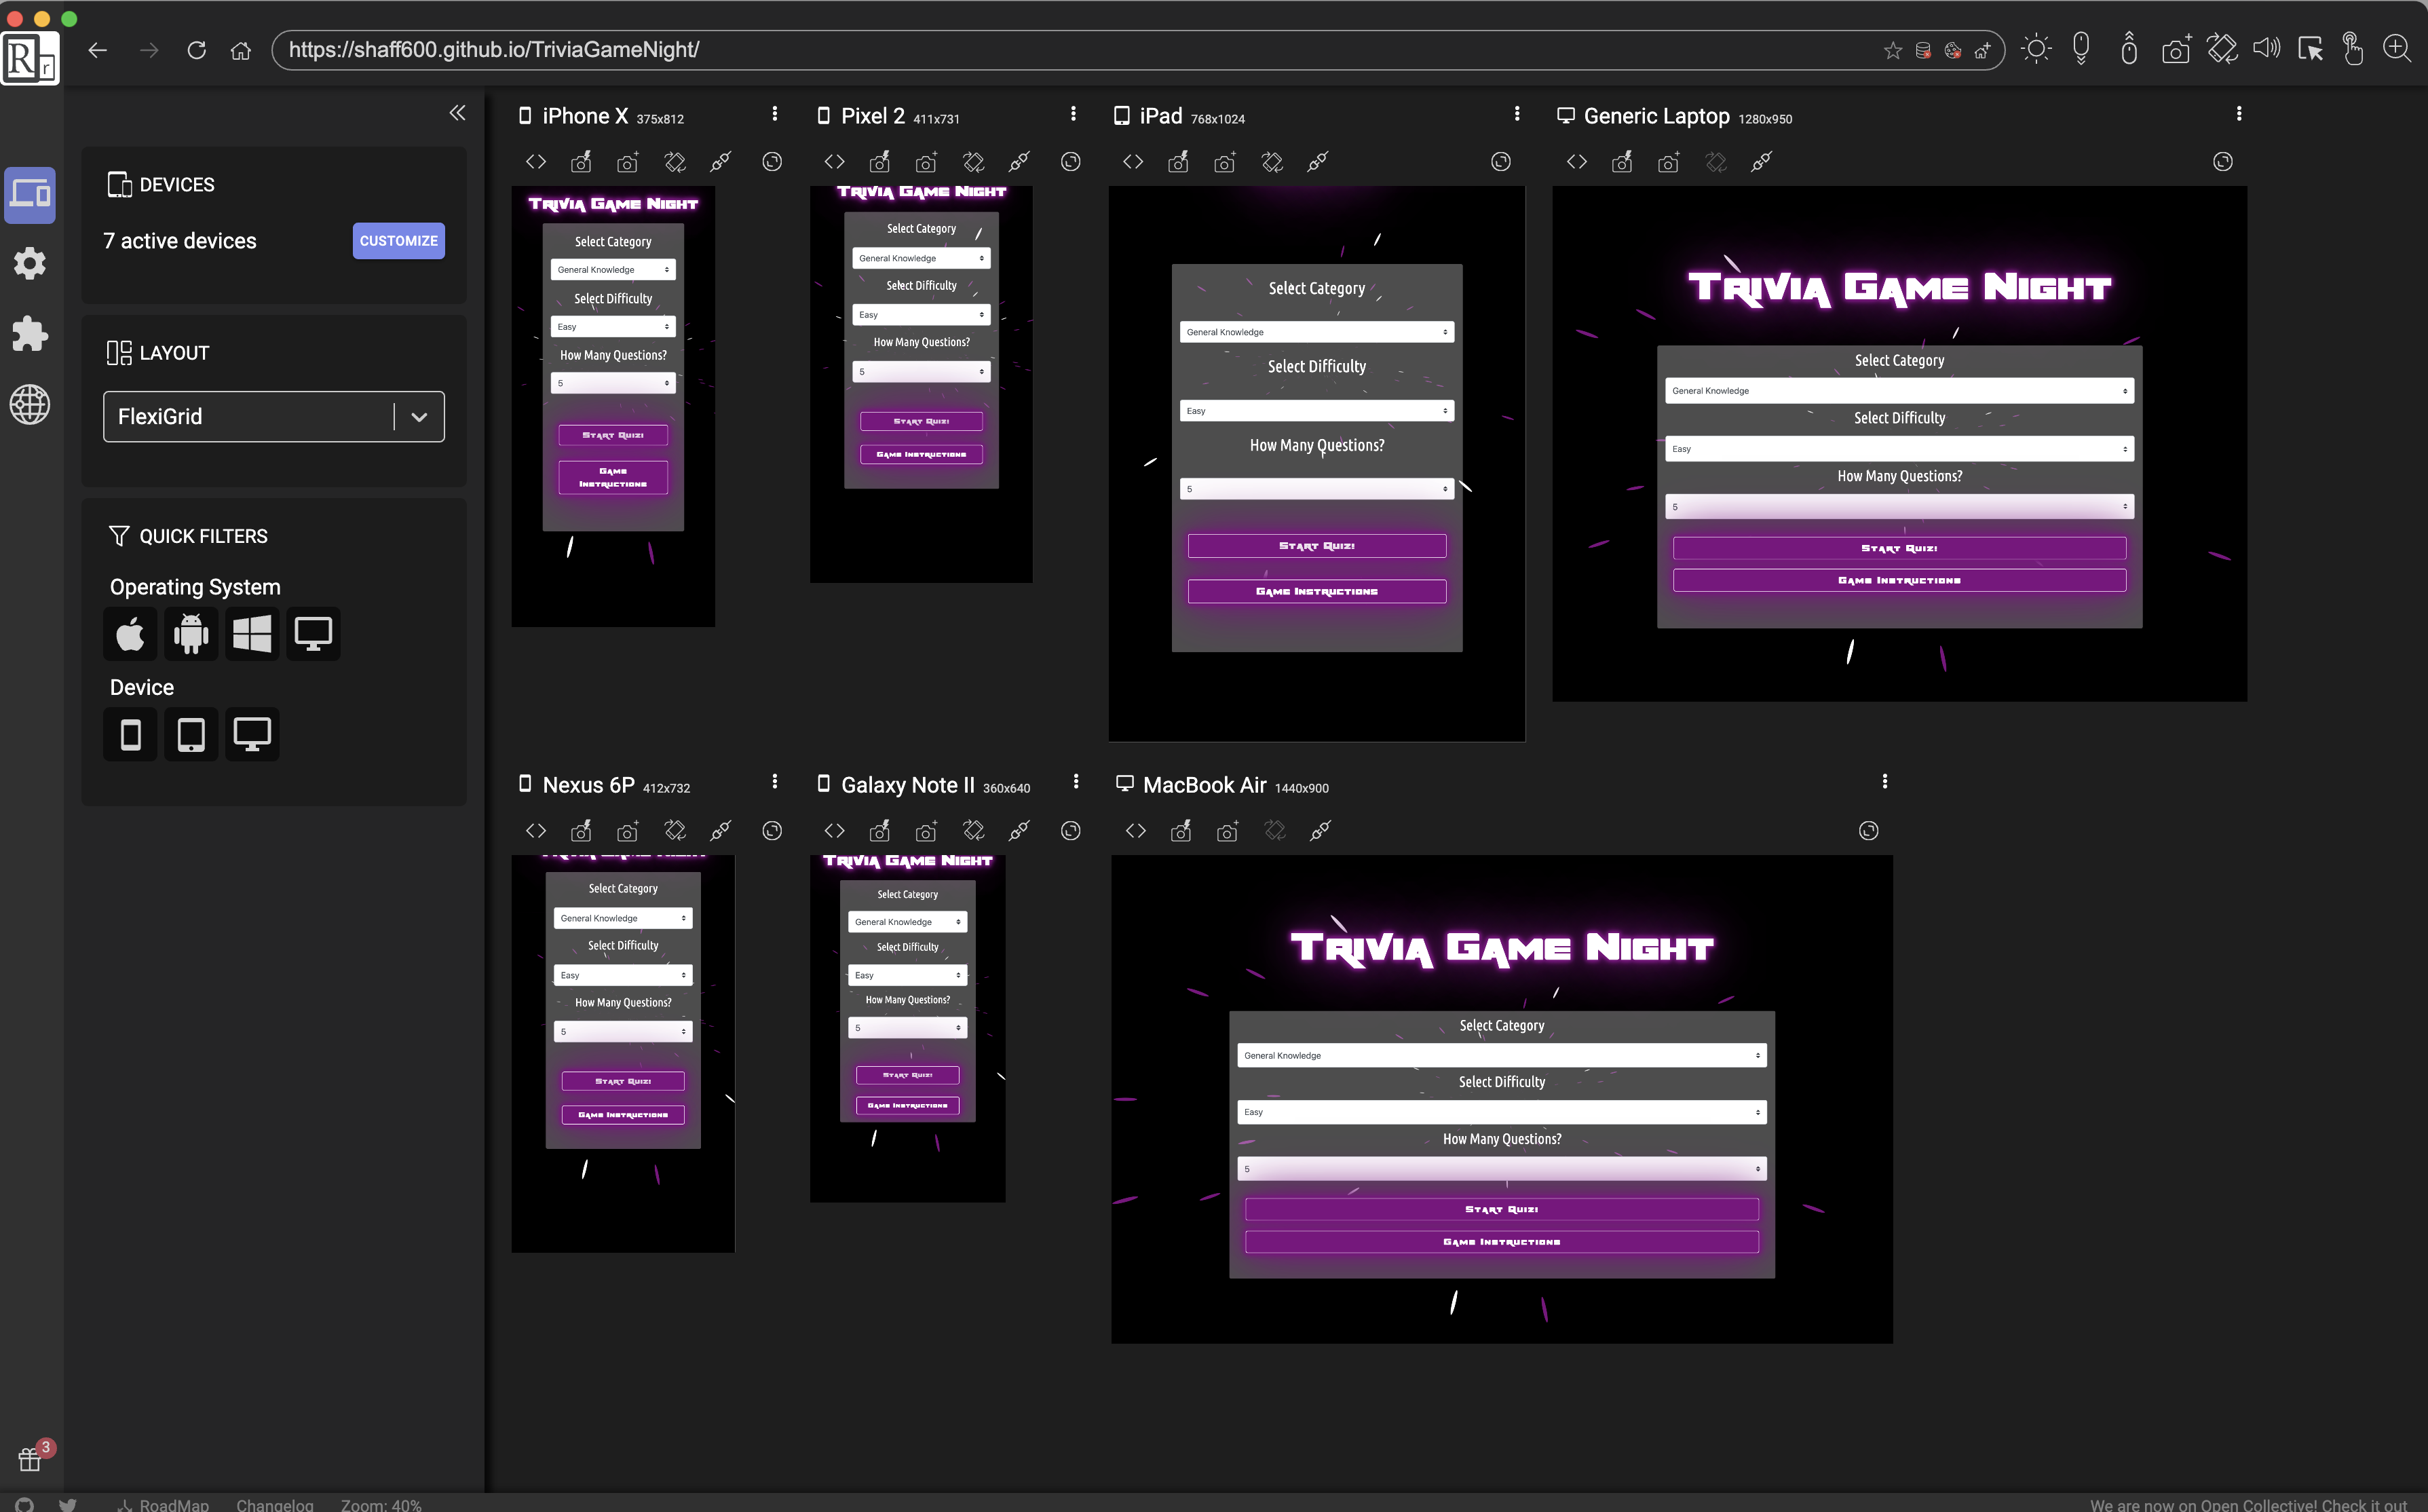 https://shaff600.github.io/TriviaGameNight/
Rr
DEVICES
7 active devices
CUSTOMIZE
LAYOUT
FlexiGrid
QUICK FILTERS
Operating System
Device
iPhone X 375x812
Trivia Game Night
Select Category
General Knowledge
Select Difficulty
Easy
How Many Questions?
5
Start Quiz!
Game
Instructions
Pixel 2 411x731
Trivia Game Night
Select Category
General Knowledge
Select Difficulty
Easy
How Many Questions?
5
Start Quiz!
Game Instructions
iPad 768x1024
Select Category
General Knowledge
Select Difficulty
Easy
How Many Questions?
5
Start Quiz!
Game Instructions
Generic Laptop 1280x950
Trivia Game Night
Select Category
General Knowledge
Select Difficulty
Easy
How Many Questions?
5
Start Quiz!
Game Instructions
Nexus 6P 412x732
Trivia Game Night
Select Category
General Knowledge
Select Difficulty
Easy
How Many Questions?
5
Start Quiz!
Game Instructions
Galaxy Note II 360x640
Trivia Game Night
Select Category
General Knowledge
Select Difficulty
Easy
How Many Questions?
5
Start Quiz!
Game Instructions
MacBook Air 1440x900
Trivia Game Night
Select Category
General Knowledge
Select Difficulty
Easy
How Many Questions?
5
Start Quiz!
Game Instructions
3
RoadMap Changelog Zoom: 40%
We are now on Open Collective! Check it out